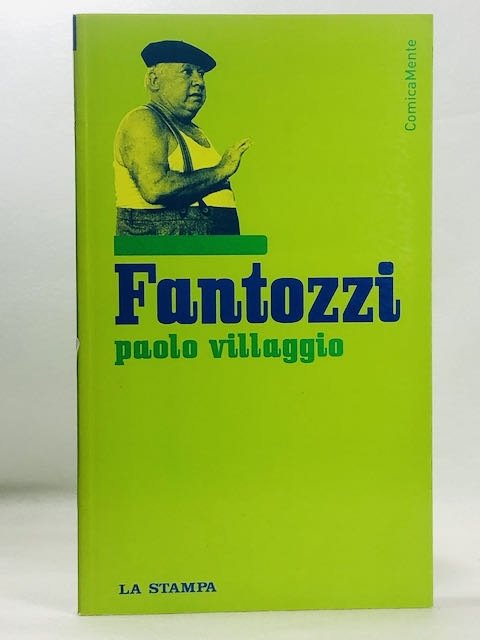 ComicaMente
Fantozzi
paolo villaggio
LA STAMPA